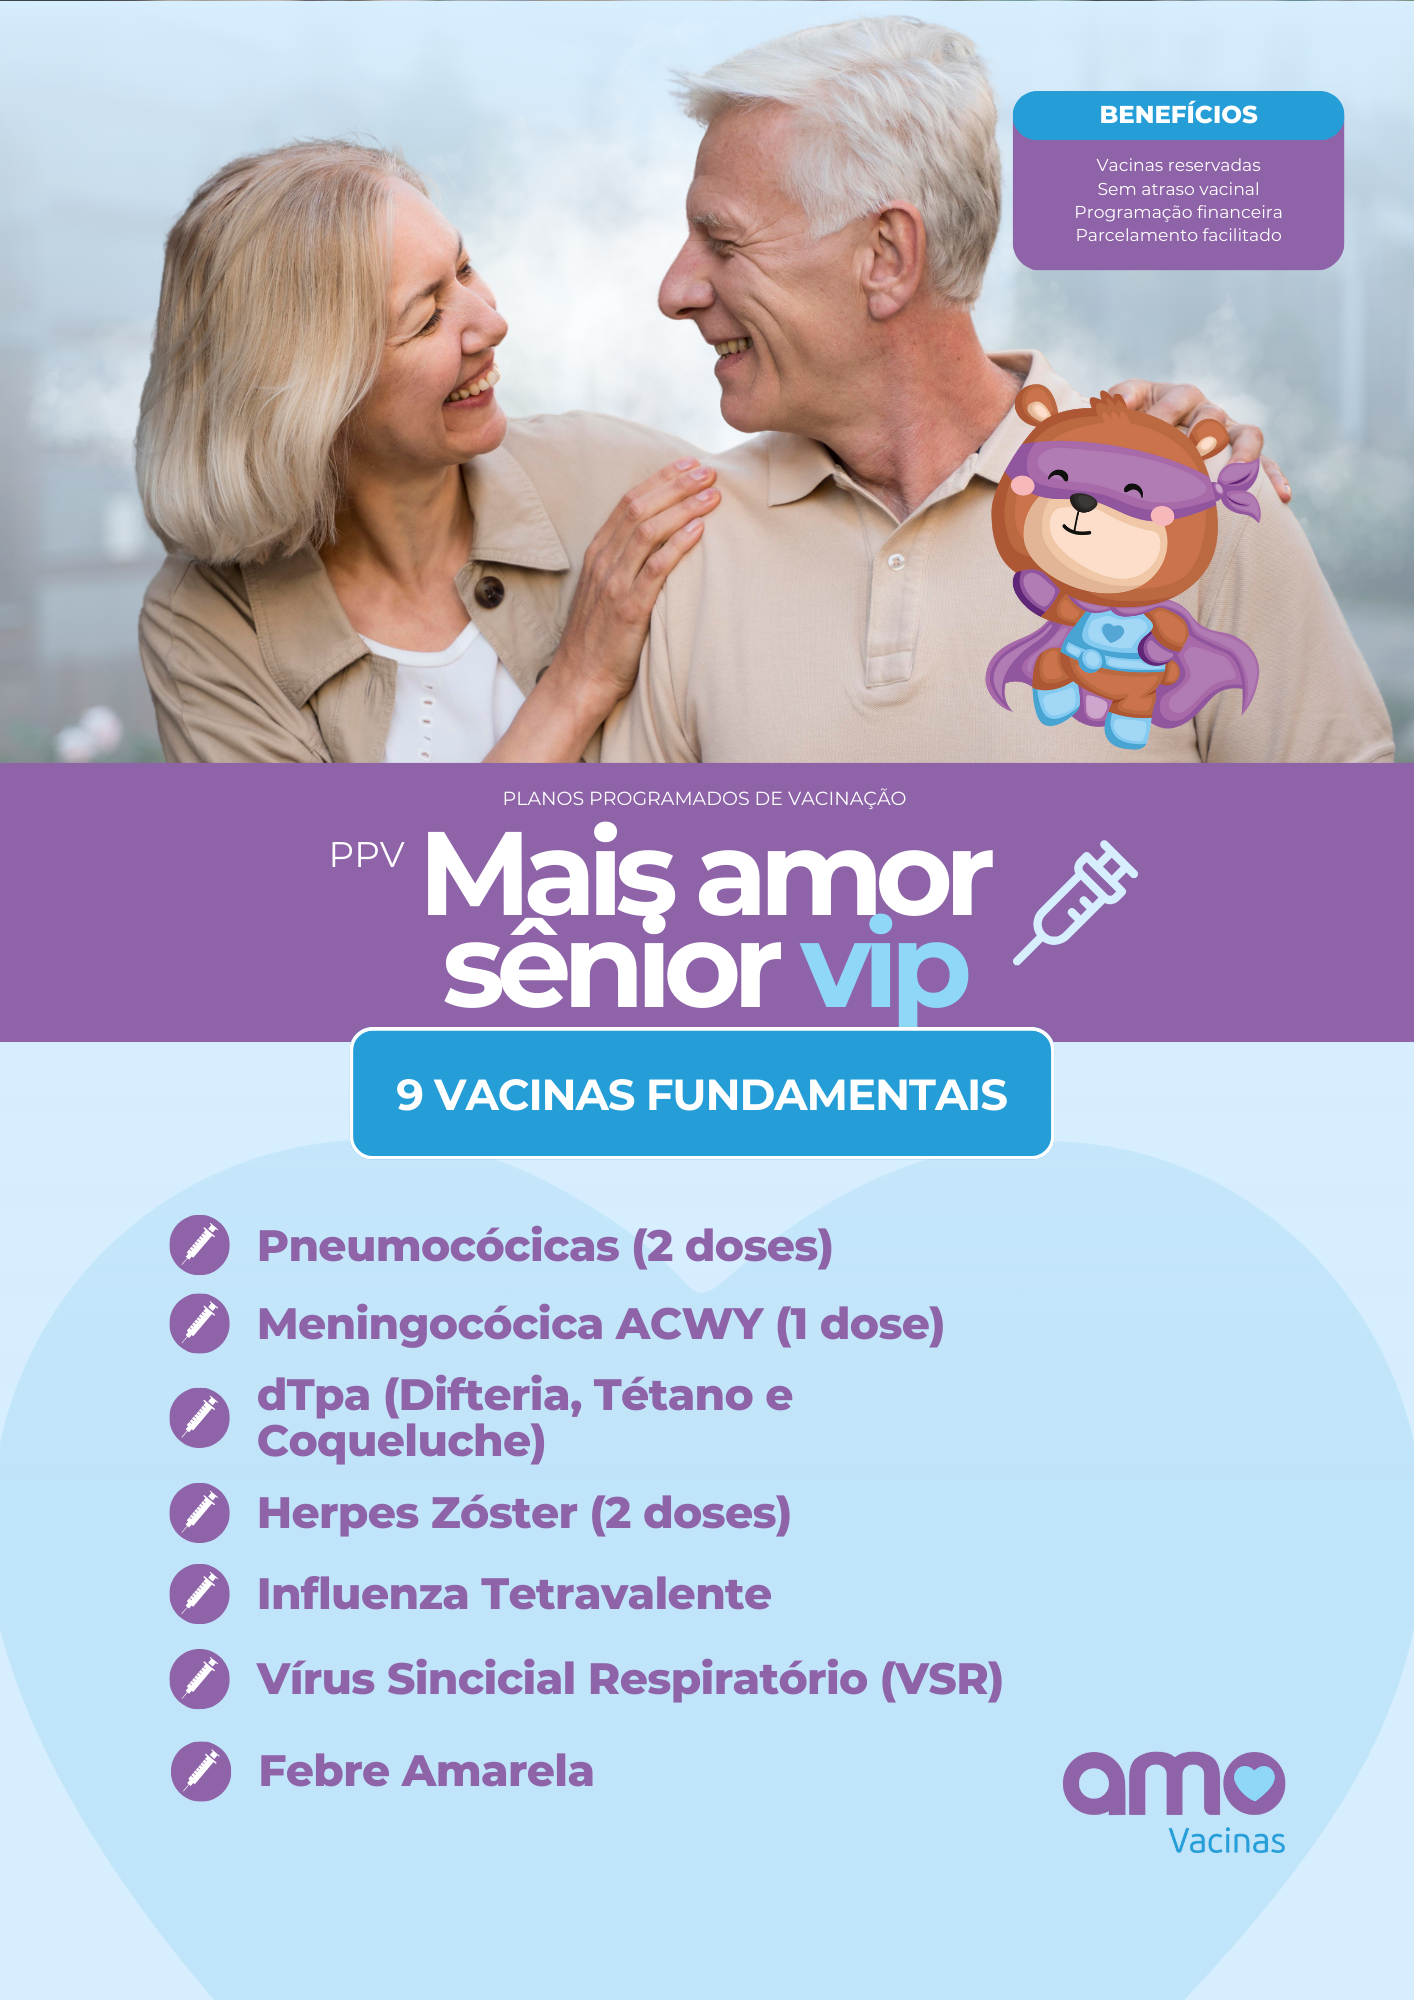 BENEFÍCIOS
Vacinas reservadas
Sem atraso vacinal
Programação financeira
Parcelamento facilitado
PLANOS PROGRAMADOS DE VACINAÇÃO
PPV Mais amor
sênior vip
9 VACINAS FUNDAMENTAIS
Pneumocócicas (2 doses)
Meningocócica ACWY (1 dose)
dTpa (Difteria, Tétano e
Coqueluche)
Herpes Zóster (2 doses)
Influenza Tetravalente
Vírus Sincicial Respiratório (VSR)
Febre Amarela
amo
Vacinas